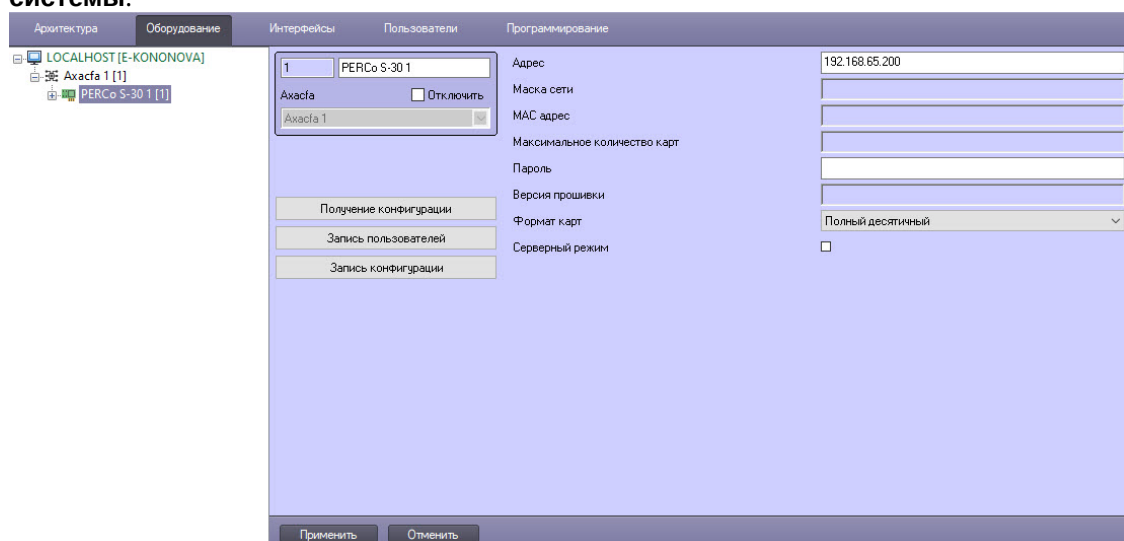 системы.
Архитектура Оборудование Интерфейсы Пользователи Программирование
LOCALHOST [E-KONONOVA]
Axacfa 1 [1]
PERCo S-30 1 [1]
1 PERCo S-30 1
Axacfa Отключить
Axacfa 1
Получение конфигурации
Запись пользователей
Запись конфигурации
Адрес 192.168.65.200
Маска сети
MAC адрес
Максимальное количество карт
Пароль
Версия прошивки
Формат карт Полный десятичный
Серверный режим
Применить Отменить